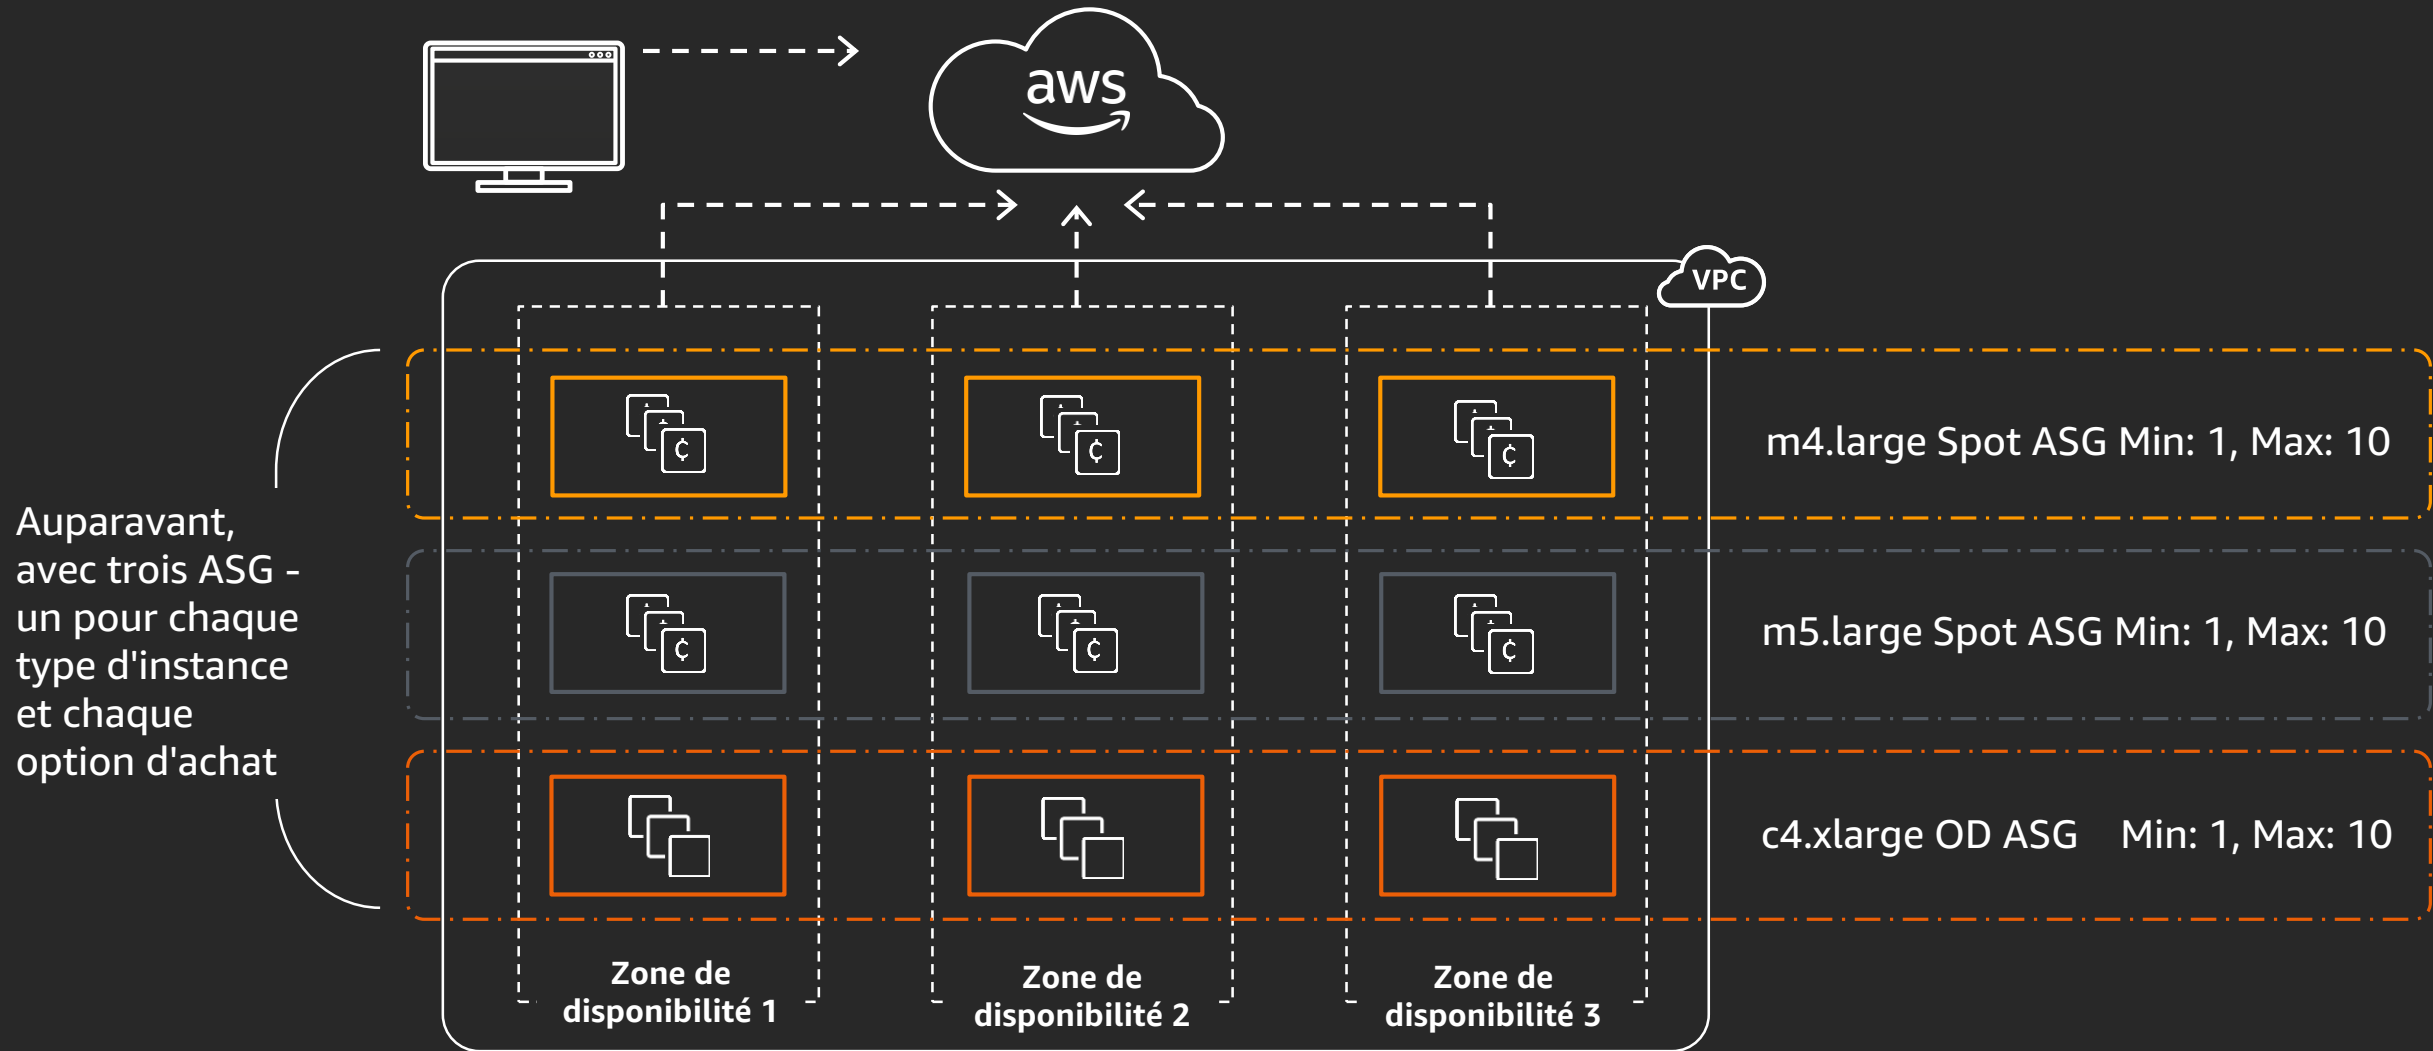 aws
VPC
Auparavant,
avec trois ASG -
un pour chaque
type d'instance
et chaque
option d'achat
¢
¢
¢
m4.large Spot ASG Min: 1, Max: 10
¢
¢
¢
m5.large Spot ASG Min: 1, Max: 10
c4.xlarge OD ASG Min: 1, Max: 10
Zone de
disponibilité 1
Zone de
disponibilité 2
Zone de
disponibilité 3